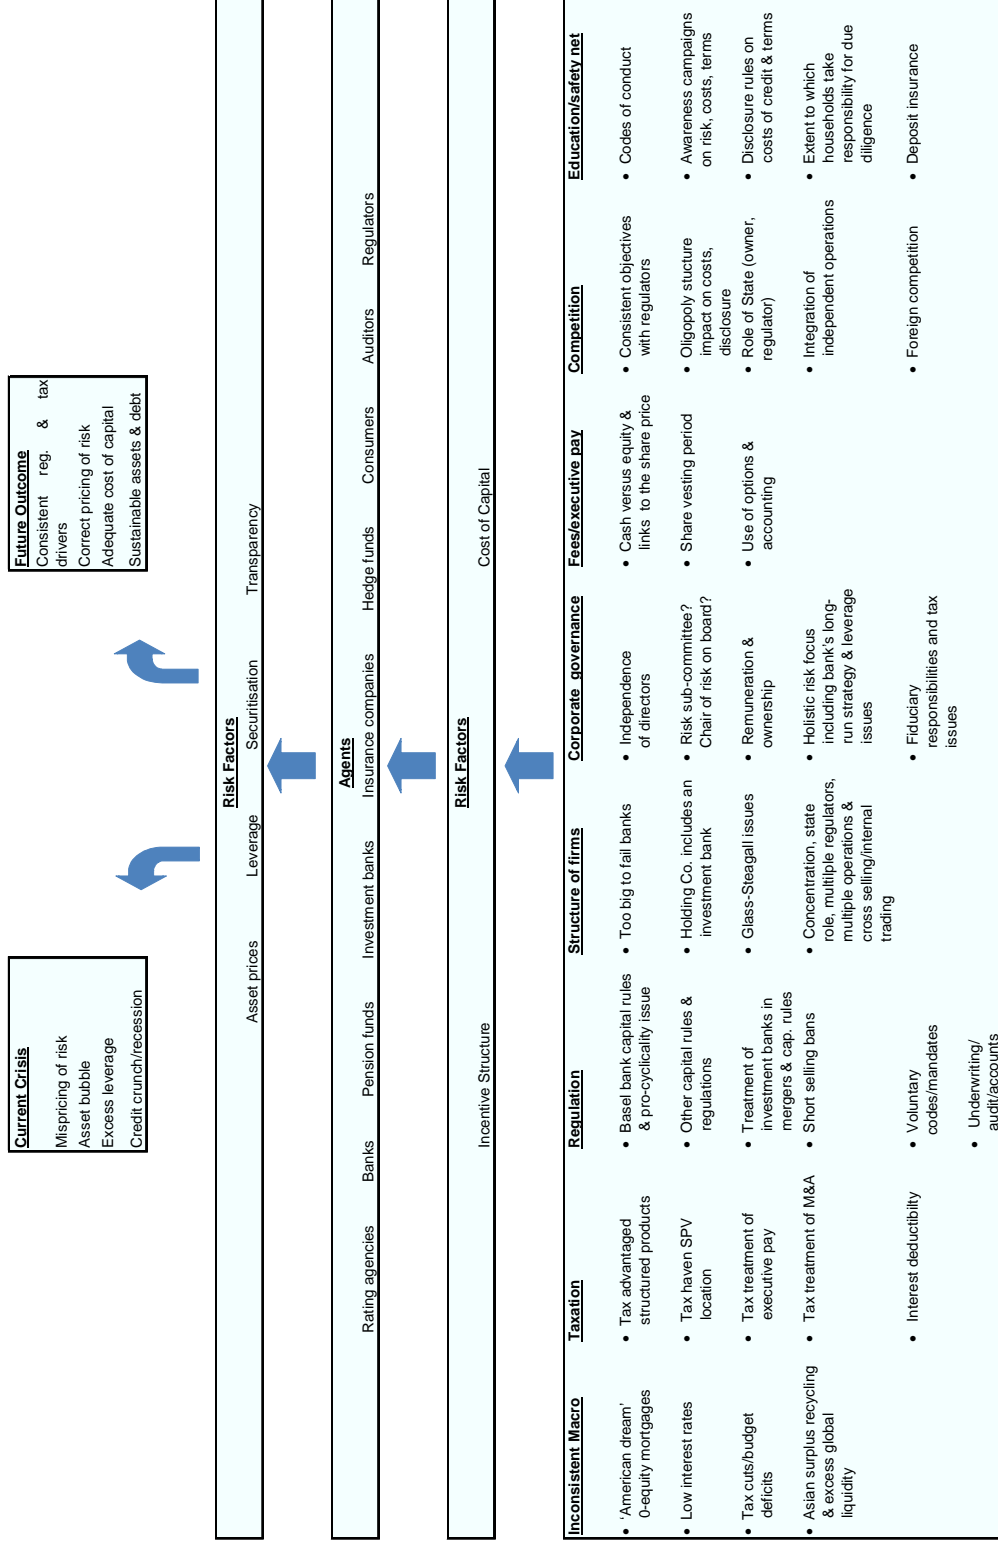 Current Crisis
Mispricing of risk
Asset bubble
Excess leverage
Credit crunch/recession
Future Outcome
Consistent reg. & tax
drivers
Correct pricing of risk
Adequate cost of capital
Sustainable assets & debt
Risk Factors
Asset prices Leverage Securitisation Transparency
Agents
Rating agencies Banks Pension funds Investment banks Insurance companies Hedge funds Consumers Auditors Regulators
Risk Factors
Incentive Structure Cost of Capital
Inconsistent Macro
• 'American dream'
0-equity mortgages
• Low interest rates
• Tax cuts/budget
deficits
• Asian surplus recycling
& excess global
liquidity
Taxation
• Tax advantaged
structured products
• Tax haven SPV
location
• Tax treatment of
executive pay
• Tax treatment of M&A
• Interest deductibilty
Regulation
• Basel bank capital rules
& pro-cyclicality issue
• Other capital rules &
regulations
• Treatment of
investment banks in
mergers & cap. rules
• Short selling bans
• Voluntary
codes/mandates
• Underwriting/
audit/accounts
Structure of firms
• Too big to fail banks
• Holding Co. includes an
investment bank
• Glass-Steagall issues
• Concentration, state
role, multilple regulators,
multiple operations &
cross selling/internal
trading
Corporate governance
• Independence
of directors
• Risk sub-committee?
Chair of risk on board?
• Remuneration &
ownership
• Holistic risk focus
including bank's long-
run strategy & leverage
issues
• Fiduciary
responsibilities and tax
issues
Fees/executive pay
• Cash versus equity &
links to the share price
• Share vesting period
• Use of options &
accounting
Competition
• Consistent objectives
with regulators
• Oligopoly stucture
impact on costs,
disclosure
• Role of State (owner,
regulator)
• Integration of
independent operations
• Foreign competition
Education/safety net
• Codes of conduct
• Awareness campaigns
on risk, costs, terms
• Disclosure rules on
costs of credit & terms
• Extent to which
households take
responsibility for due
diligence
• Deposit insurance